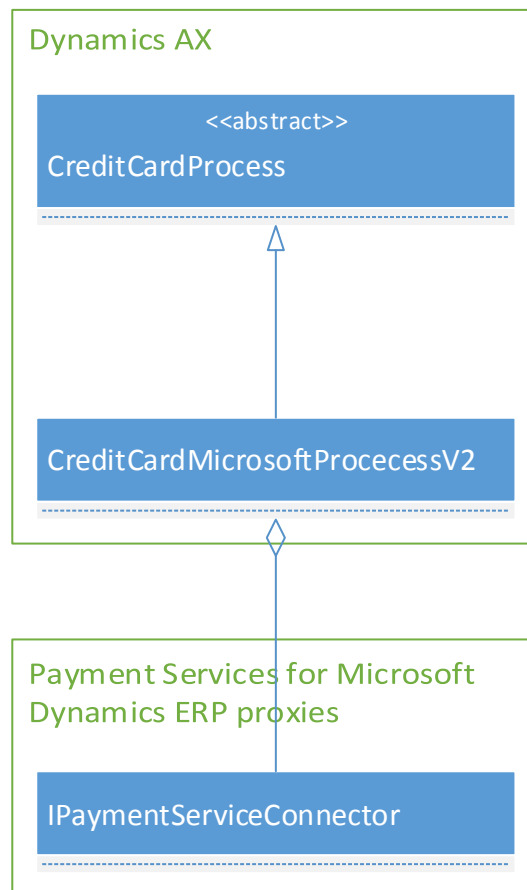 Dynamics AX
<<abstract>>
CreditCardProcess
CreditCardMicrosoftProcecessV2
Payment Services for Microsoft
Dynamics ERP proxies
IPaymentServiceConnector